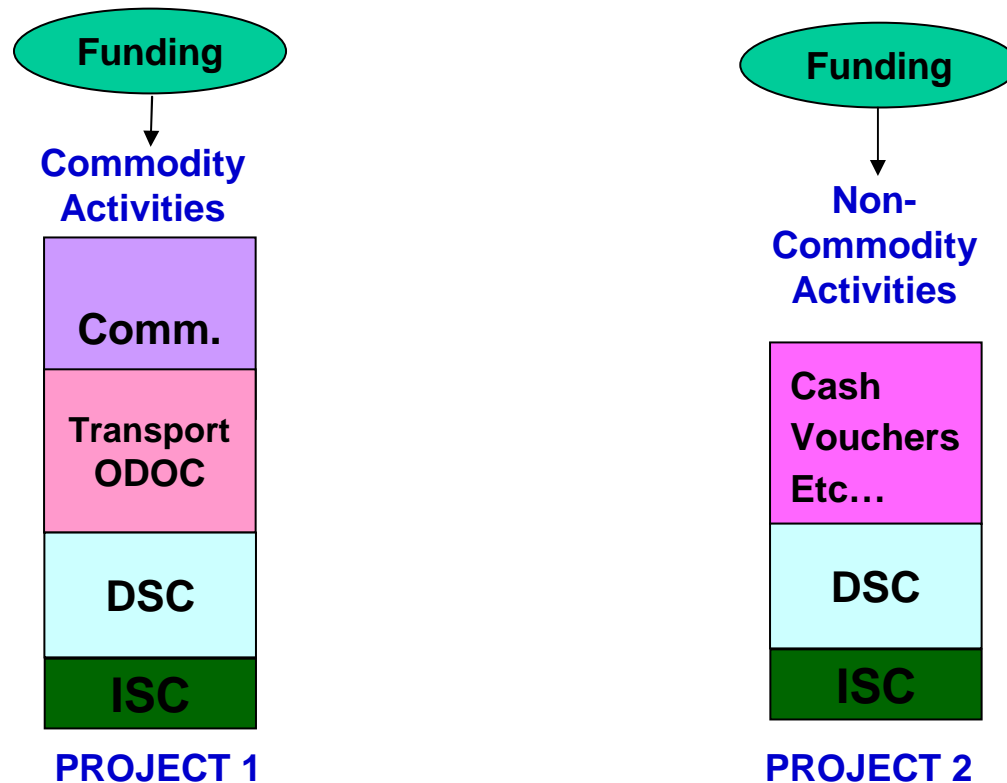 Funding
Commodity
Activities
Comm.
Transport
ODOC
DSC
ISC
PROJECT 1
Funding
Non-
Commodity
Activities
Cash
Vouchers
Etc…
DSC
ISC
PROJECT 2